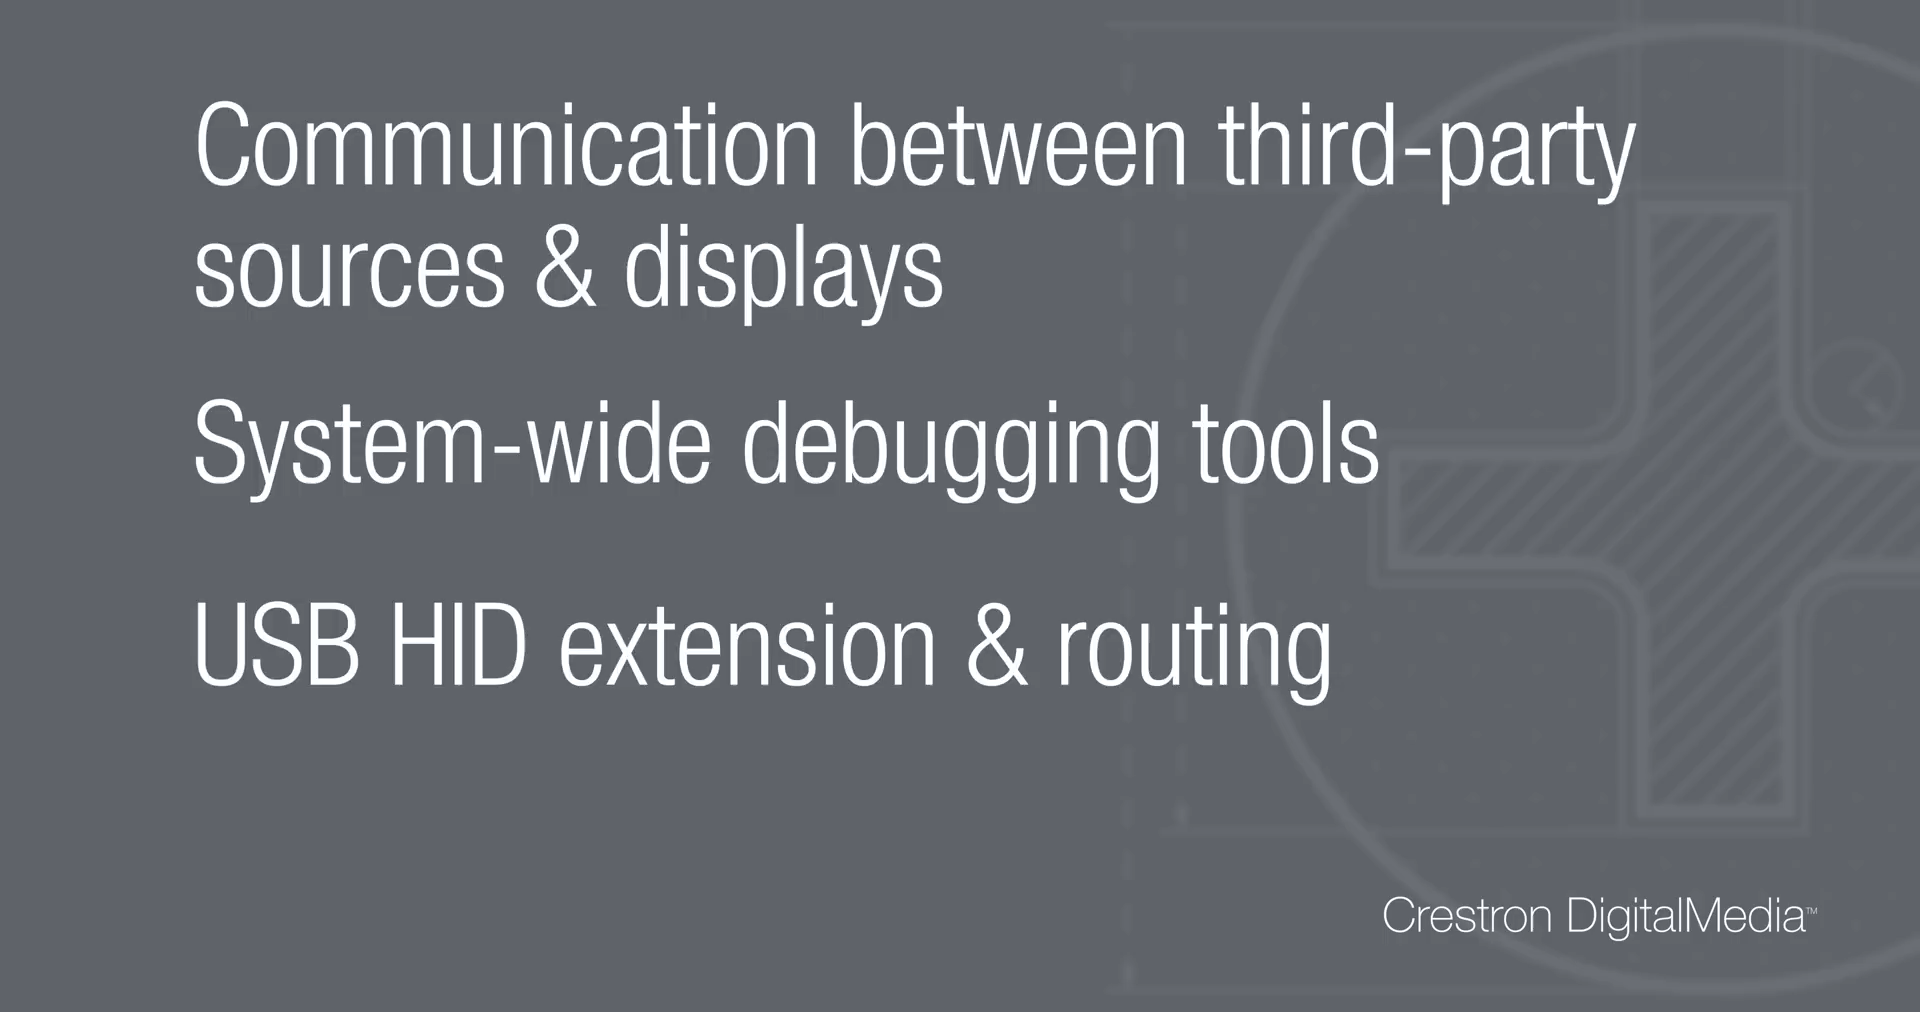 Communication between third-party
sources & displays
System-wide debugging tools
USB HID extension & routing
Crestron DigitalMedia™